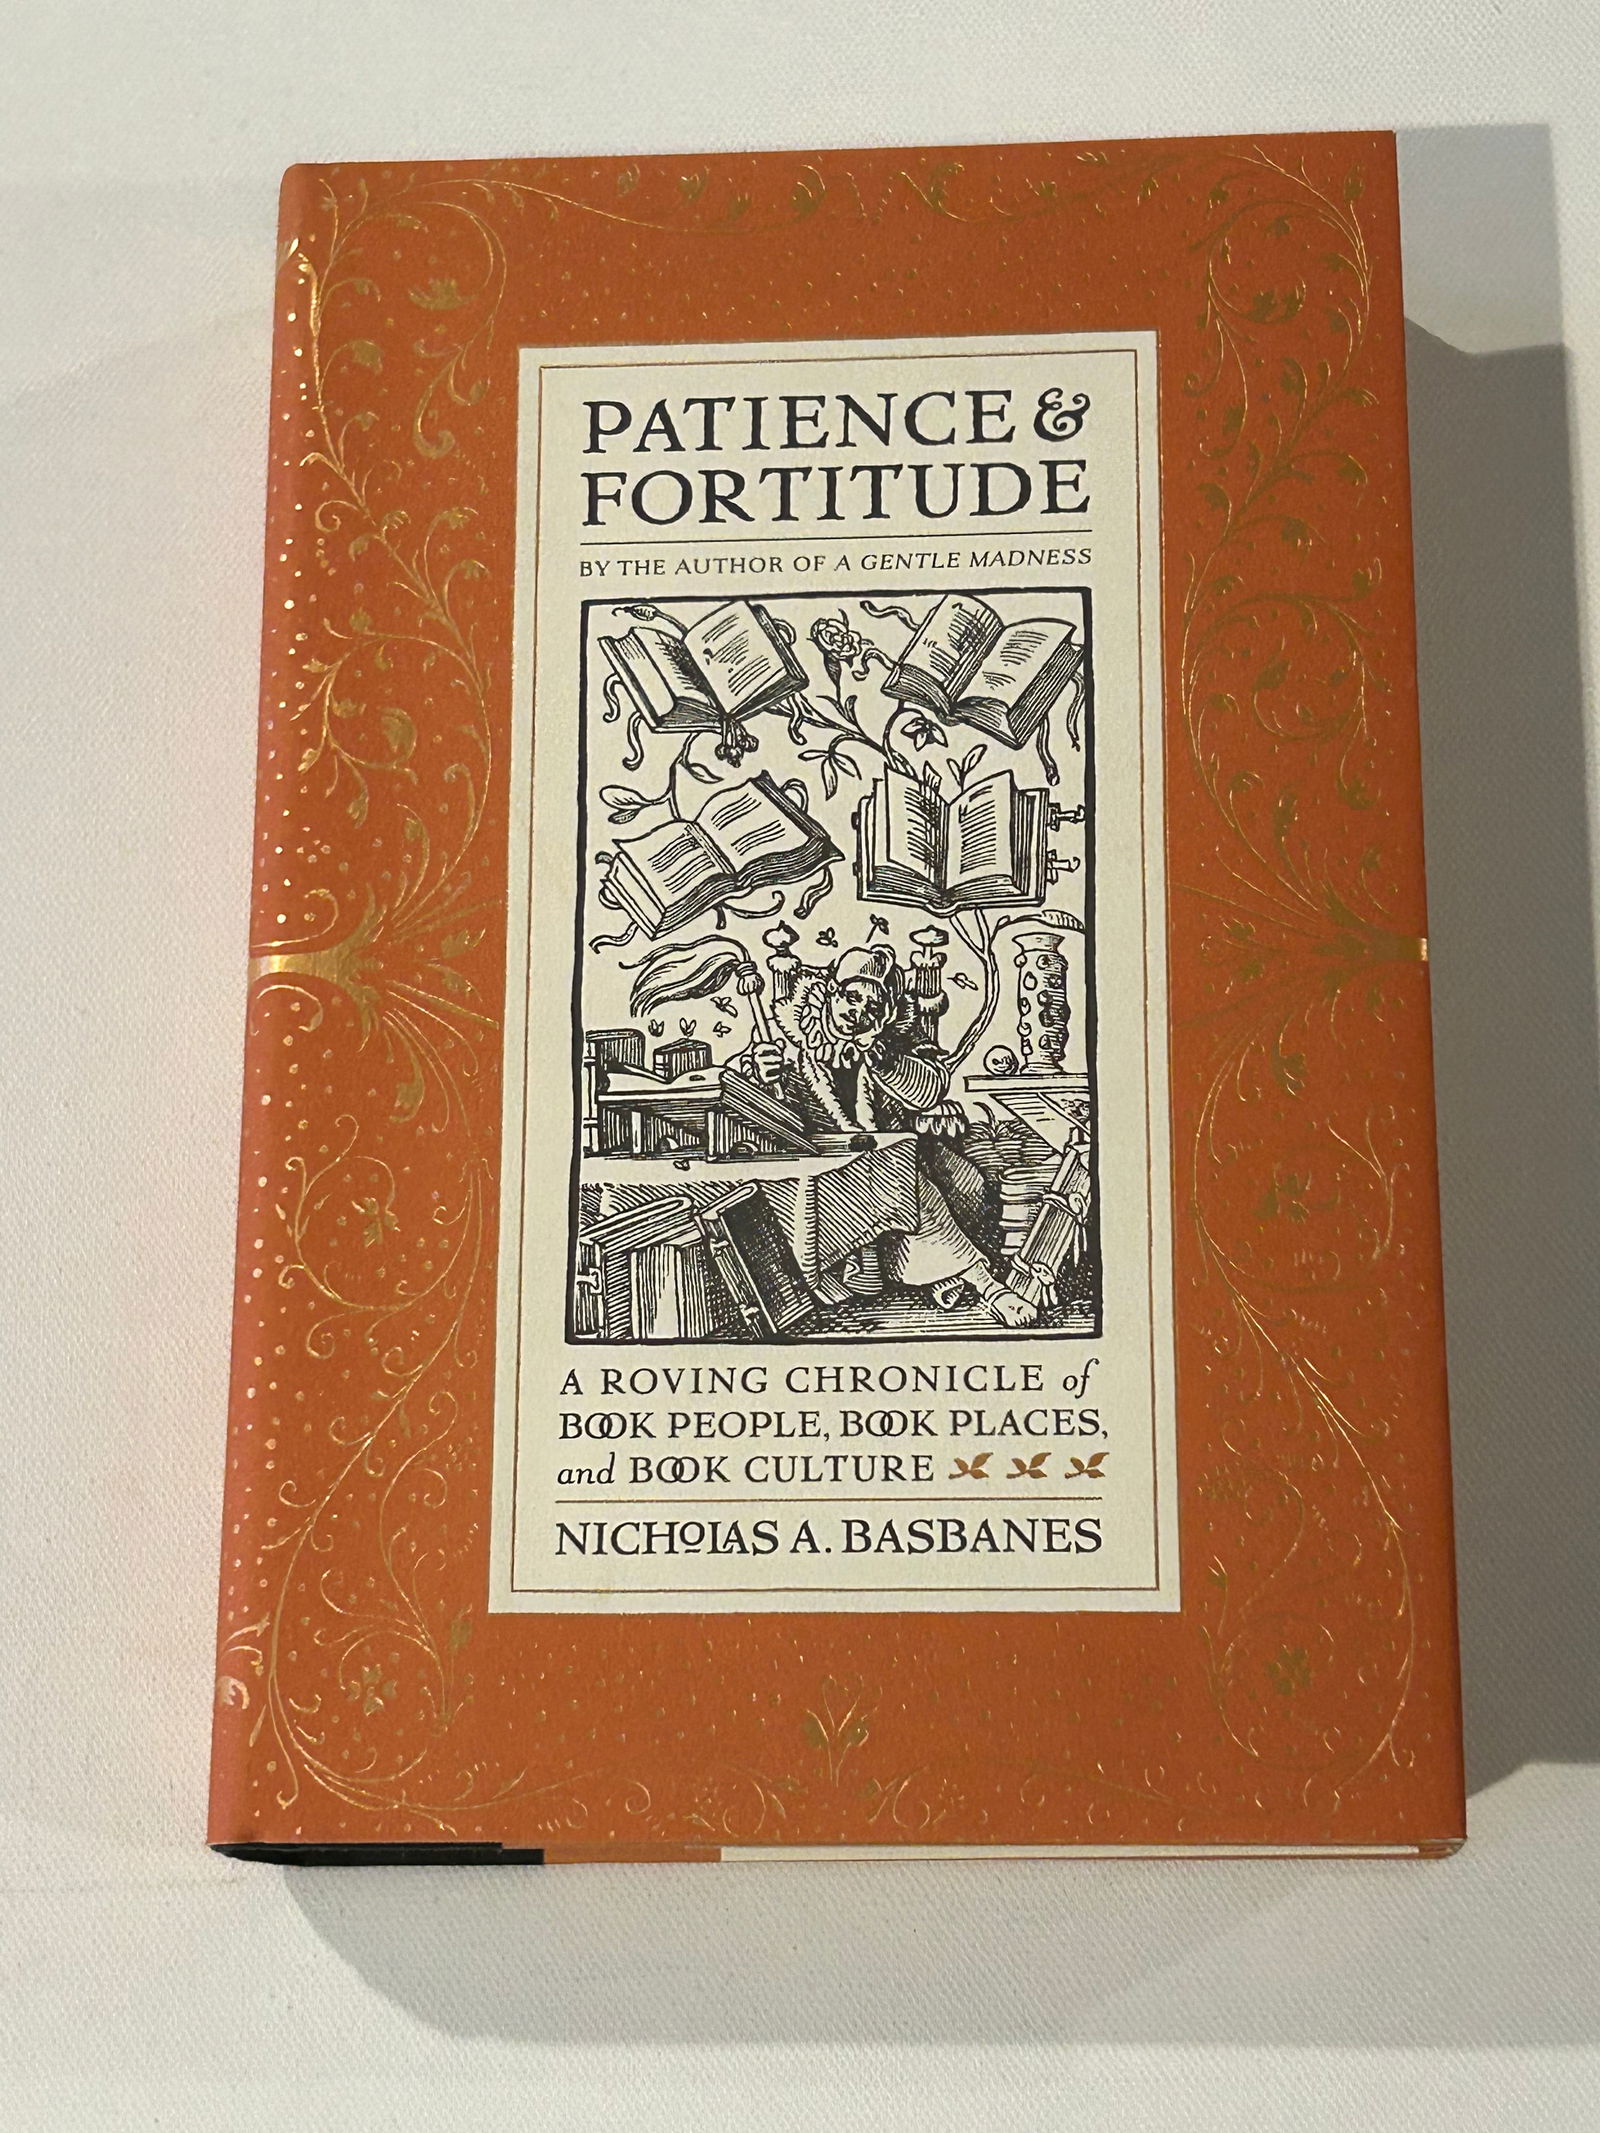 PATIENCE &
FORTITUDE
BY THE AUTHOR OF A GENTLE MADNESS
A ROVING CHRONICLE of
BOOK PEOPLE, BOOK PLACES,
and BOOK CULTURE
NICHOLAS A. BASBANES